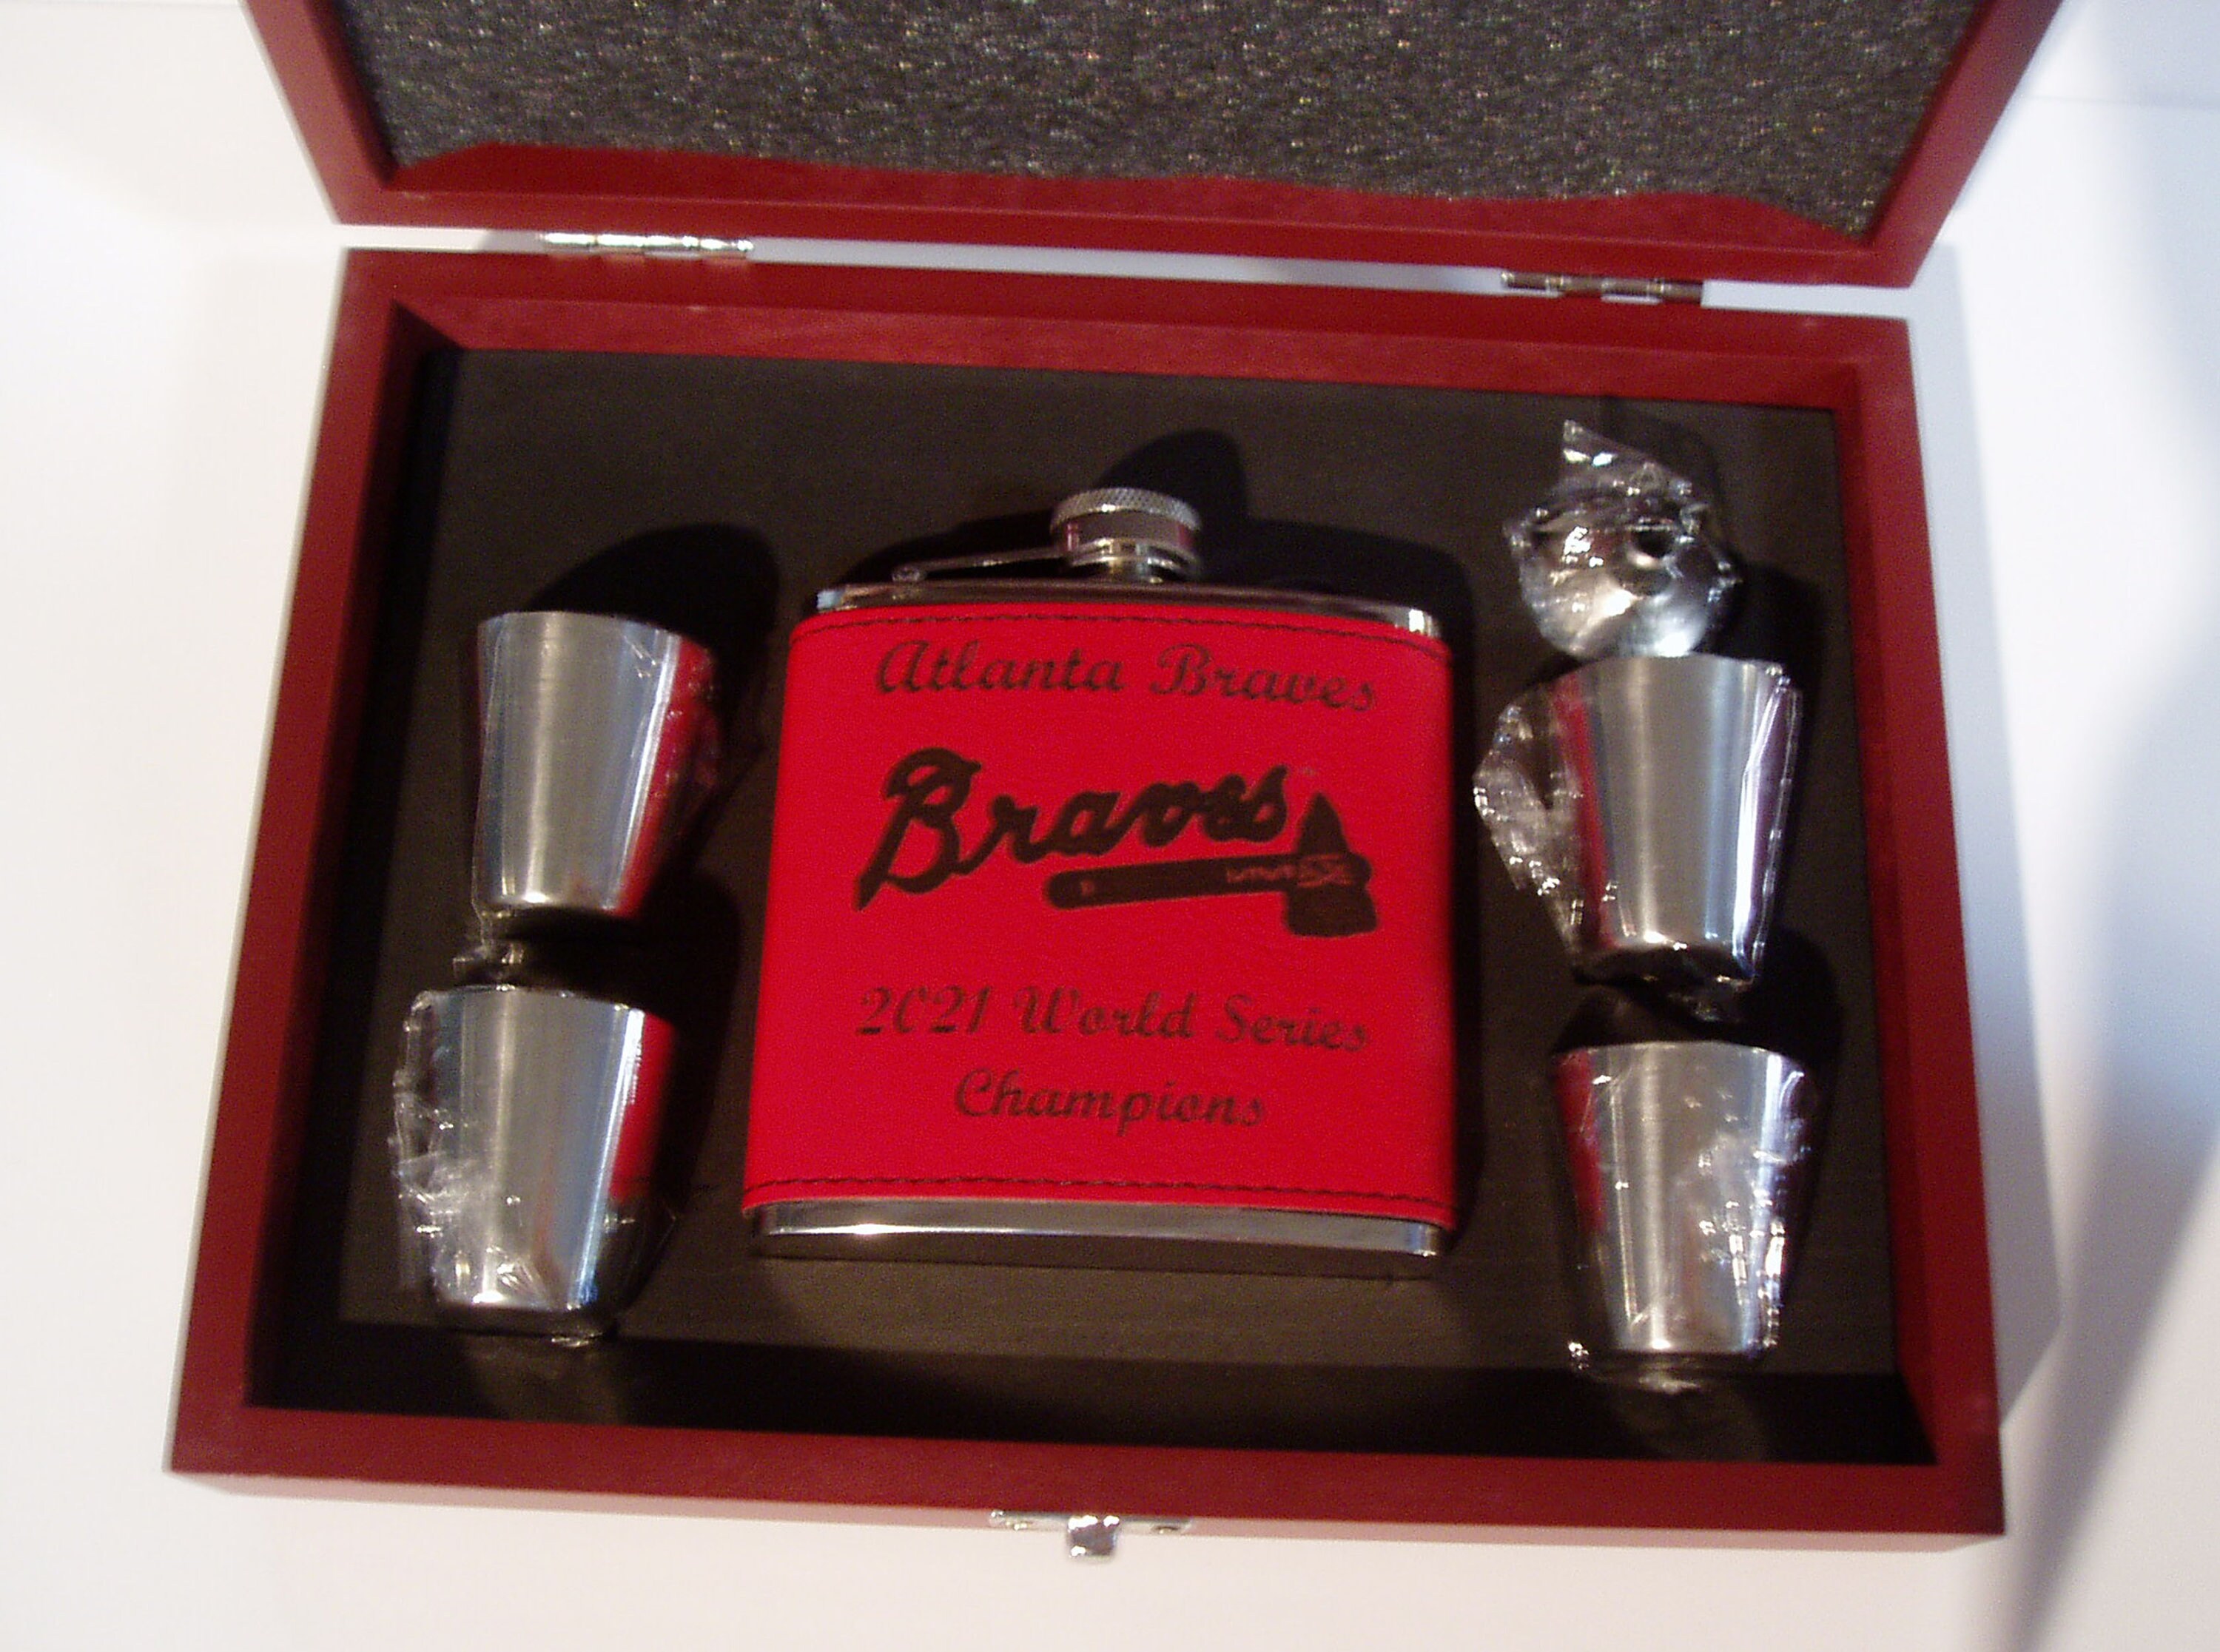 Atlanta Braves
Braves
2021 World Series
Champions